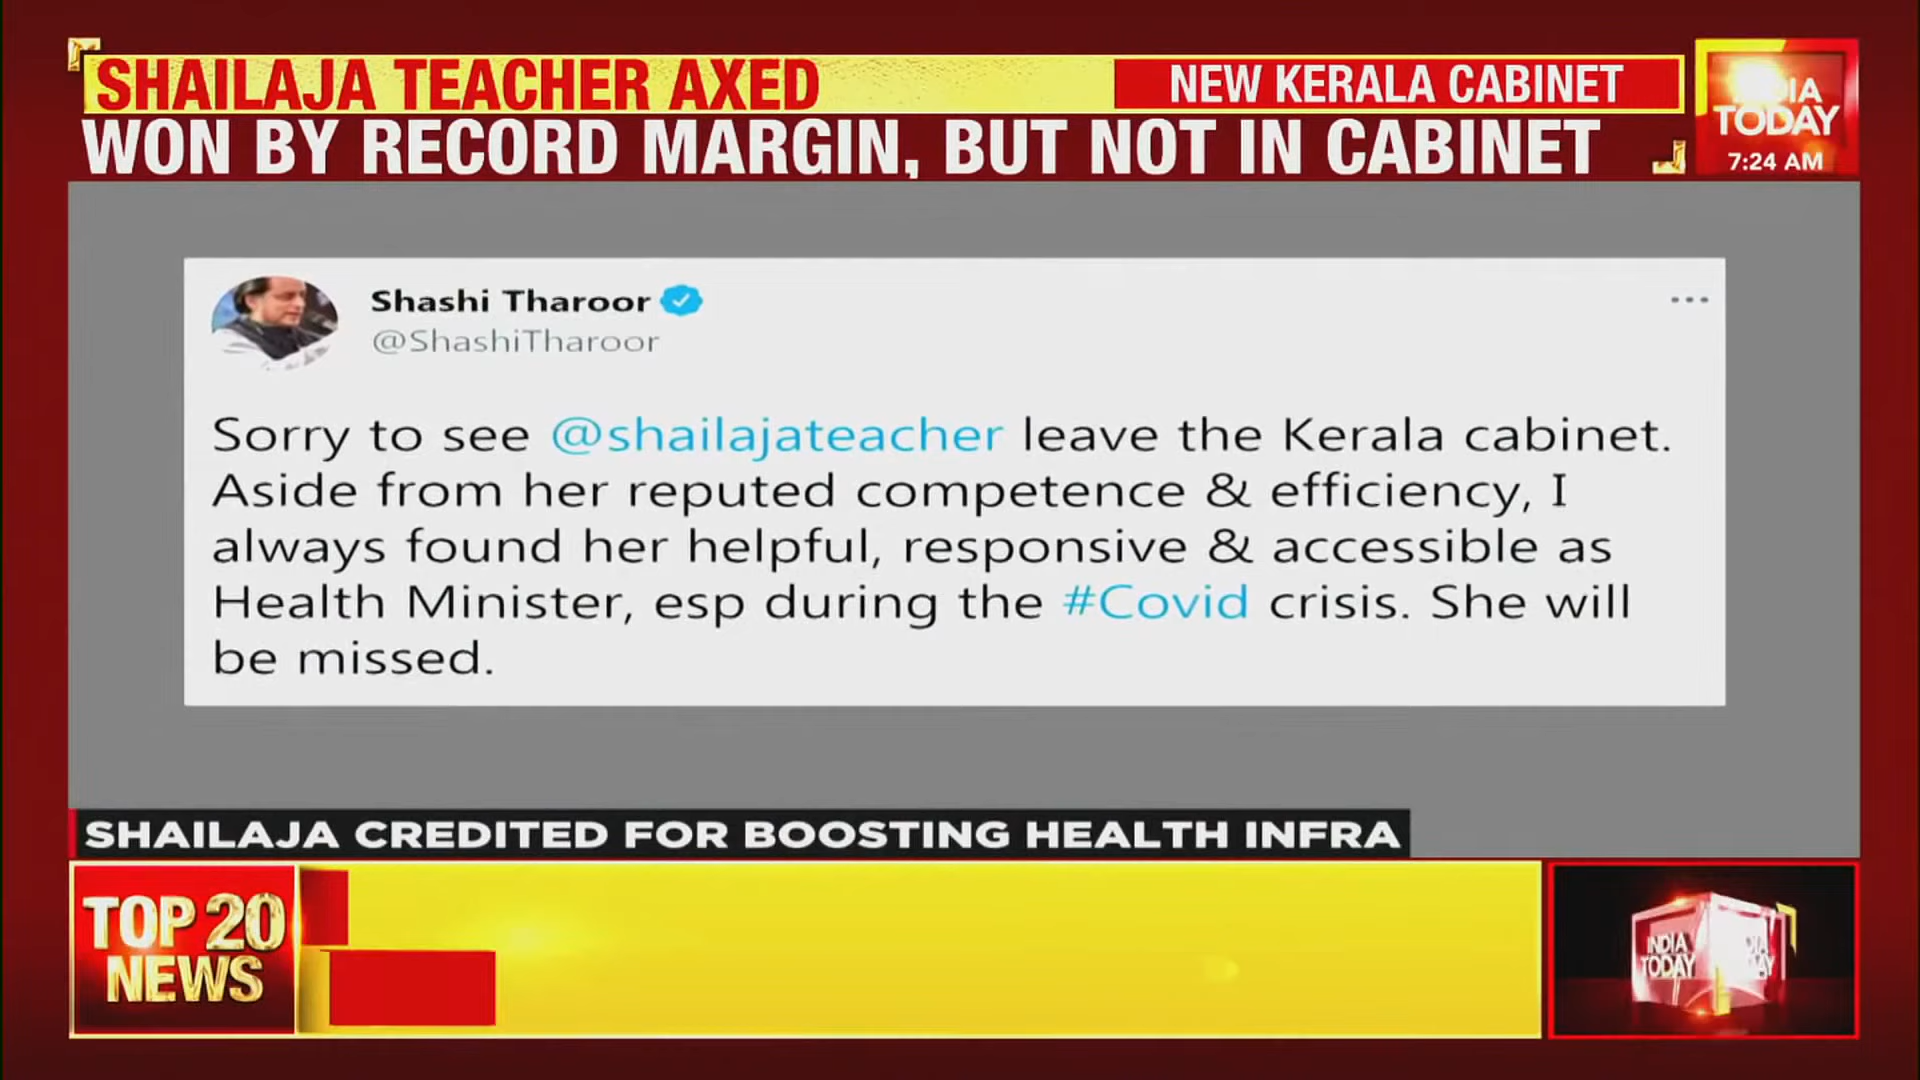 SHAILAJA TEACHER AXED
NEW KERALA CABINET
WON BY RECORD MARGIN, BUT NOT IN CABINET
INDIA
TODAY
7:24 AM
Shashi Tharoor
@ShashiTharoor
Sorry to see @shailajateacher leave the Kerala cabinet.
Aside from her reputed competence & efficiency, I
always found her helpful, responsive & accessible as
Health Minister, esp during the #Covid crisis. She will
be missed.
SHAILAJA CREDITED FOR BOOSTING HEALTH INFRA
TOP 20
NEWS
INDIA
TODAY